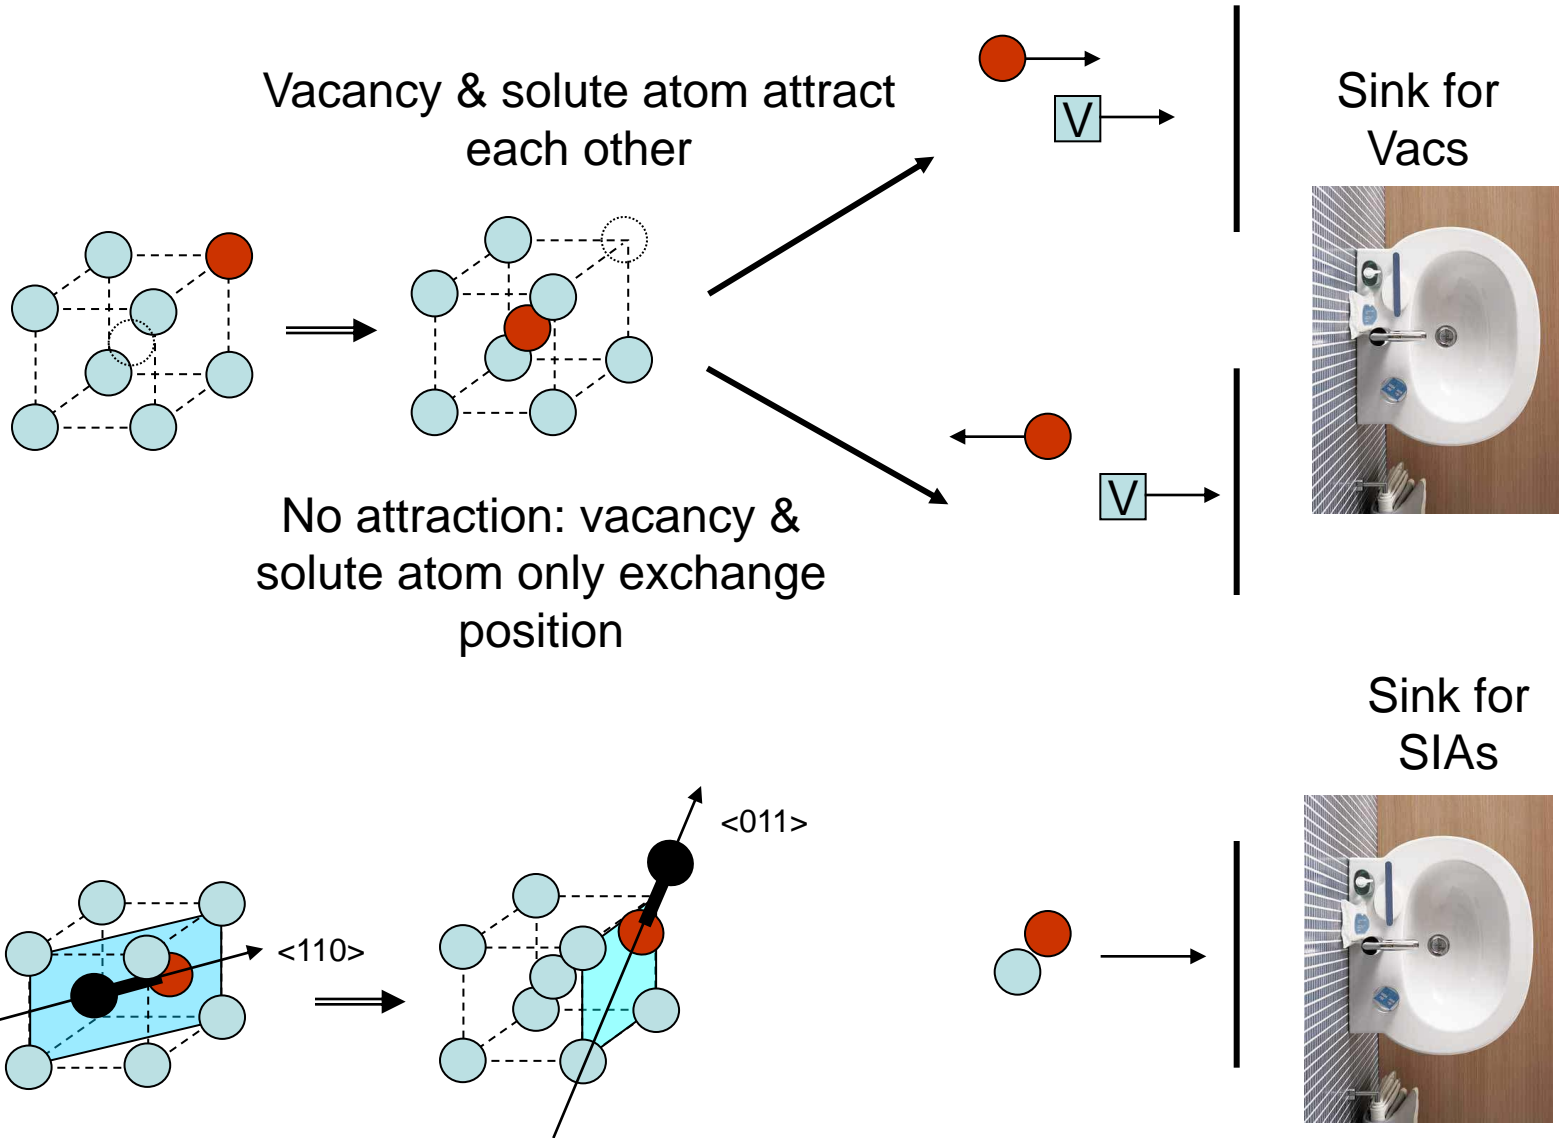 Vacancy & solute atom attract
each other
V
Sink for
Vacs
No attraction: vacancy &
solute atom only exchange
position
V
Sink for
SIAs
<011>
<110>